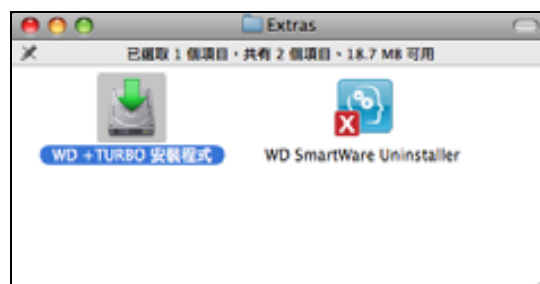 Extras
已選取 1 個項目，共有 2 個項目、18.7 MB 可用
WD +TURBO 安裝程式
WD SmartWare Uninstaller